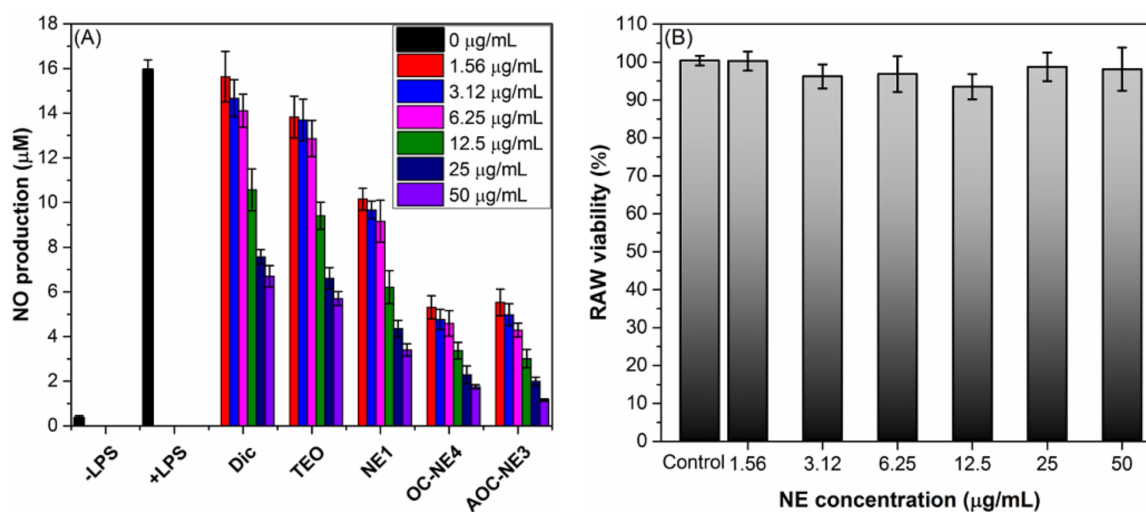 (A)
18
16
14
12
10
8
6
4
2
0
NO production (μM)
0 μg/mL
1.56 μg/mL
3.12 μg/mL
6.25 μg/mL
12.5 μg/mL
25 μg/mL
50 μg/mL
-LPS
+LPS
Dic
TEO
NE1
OC-NE4
AOC-NE3
(B)
110
100
90
80
70
60
50
40
30
20
10
0
RAW viability (%)
Control 1.56 3.12 6.25 12.5 25 50
NE concentration (μg/mL)